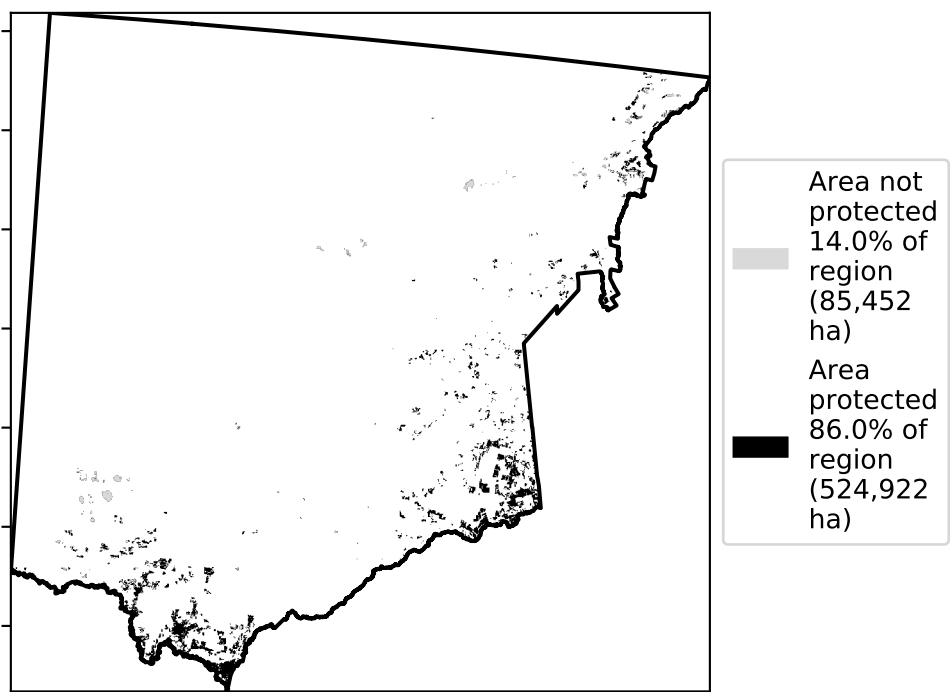 Area not
protected
14.0% of
region
(85,452
ha)
Area
protected
86.0% of
region
(524,922
ha)